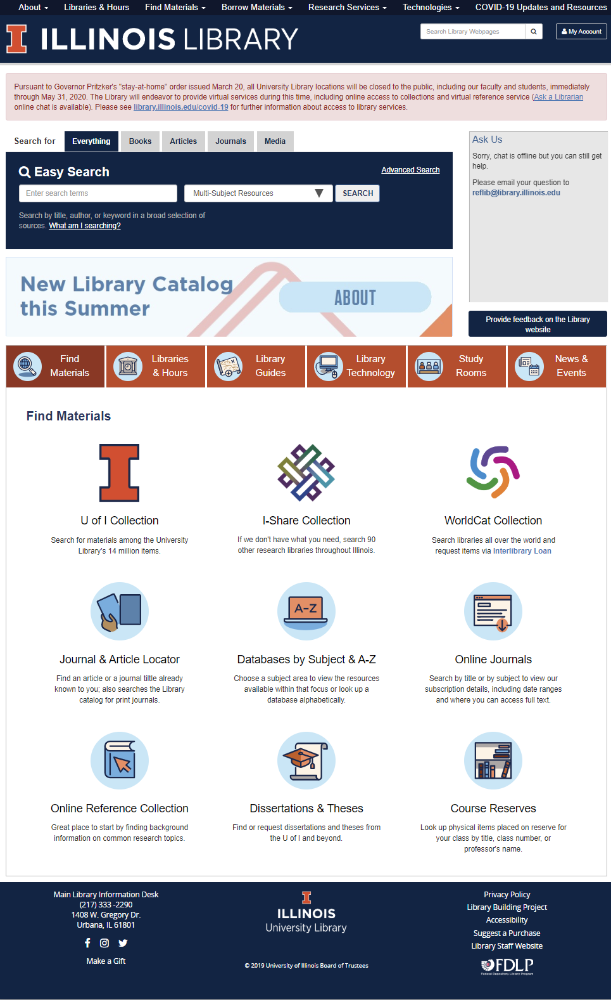 About Libraries & Hours Find Materials Borrow Materials Research Services Technologies COVID-19 Updates and Resources
I ILLINOIS LIBRARY
Search Library Webpages
My Account
Pursuant to Governor Pritzker's "stay-at-home" order issued March 20, all University Library locations will be closed to the public, including our faculty and students, immediately
through May 31, 2020. The Library will endeavor to provide virtual services during this time, including online access to collections and virtual reference service (Ask a Librarian
online chat is available). Please see library.illinois.edu/covid-19 for further information about access to library services.
Search for Everything Books Articles Journals Media
Easy Search
Advanced Search
Enter search terms Multi-Subject Resources SEARCH
Search by title, author, or keyword in a broad selection of
sources. What am I searching?
Ask Us
Sorry, chat is offline but you can still get
help.
Please email your question to
reflib@library.illinois.edu
New Library Catalog
this Summer
ABOUT
Provide feedback on the Library
website
Find
Materials
Libraries
& Hours
Library
Guides
Library
Technology
Study
Rooms
News &
Events
Find Materials
I
U of I Collection
Search for materials among the University
Library's 14 million items.
I-Share Collection
If we don't have what you need, search 90
other research libraries throughout Illinois.
WorldCat Collection
Search libraries all over the world and
request items via Interlibrary Loan
Journal & Article Locator
Find an article or a journal tiltle already
known to you; also searches the Library
catalog for print journals.
A-Z
Databases by Subject & A-Z
Choose a subject area to view the resources
available within that focus or look up a
database alphabetically.
Online Journals
Search by title or by subject to view our
subscription details, including date ranges
and where you can access full text.
Online Reference Collection
Great place to start by finding background
information on common research topics.
Dissertations & Theses
Find or request dissertations and theses from
the U of I and beyond.
Course Reserves
Look up physical items placed on reserve for
your class by title, class number, or
professor's name.
Main Library Information Desk
(217) 333 -2290
1408 W. Gregory Dr.
Urbana, IL 61801
Make a Gift
I
ILLINOIS
University Library
© 2019 University of Illinois Board of Trustees
Privacy Policy
Library Building Project
Accessibility
Suggest a Purchase
Library Staff Website
FDLP
Federal Depository Library Program